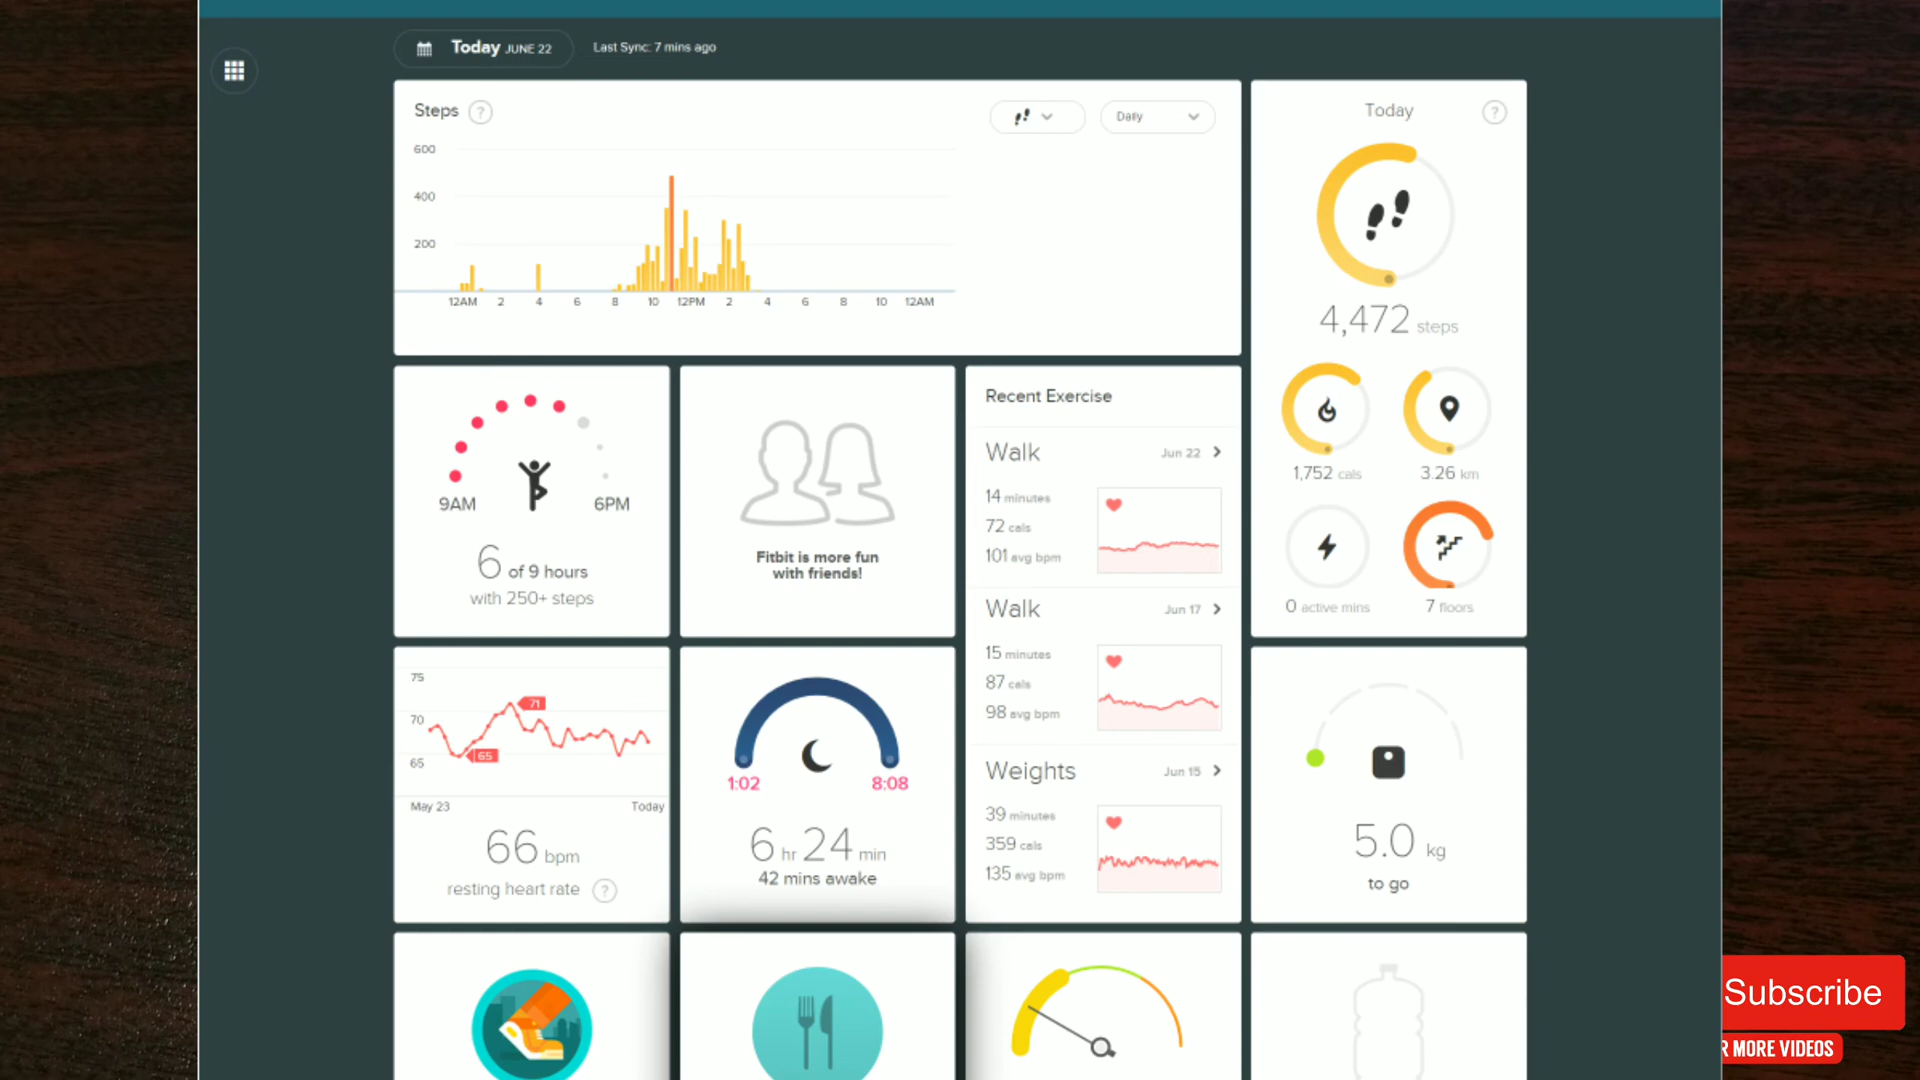 Today JUNE 22
Last Sync: 7 mins ago
Steps ?
Daily
600
400
200
12AM 2 4 6 8 10 12PM 2 4 6 8 10 12AM
Today ?
4,472 steps
1,752 cals
3.26 km
0 active mins
7 floors
9AM 6PM
6 of 9 hours
with 250+ steps
Fitbit is more fun
with friends!
Recent Exercise
Walk Jun 22
14 minutes
72 cals
101 avg bpm
Walk Jun 17
15 minutes
87 cals
98 avg bpm
Weights Jun 15
39 minutes
359 cals
135 avg bpm
75
70
65
71
65
May 23 Today
66 bpm
resting heart rate ?
1:02 8:08
6 hr 24 min
42 mins awake
5.0 kg
to go
Subscribe
R MORE VIDEOS